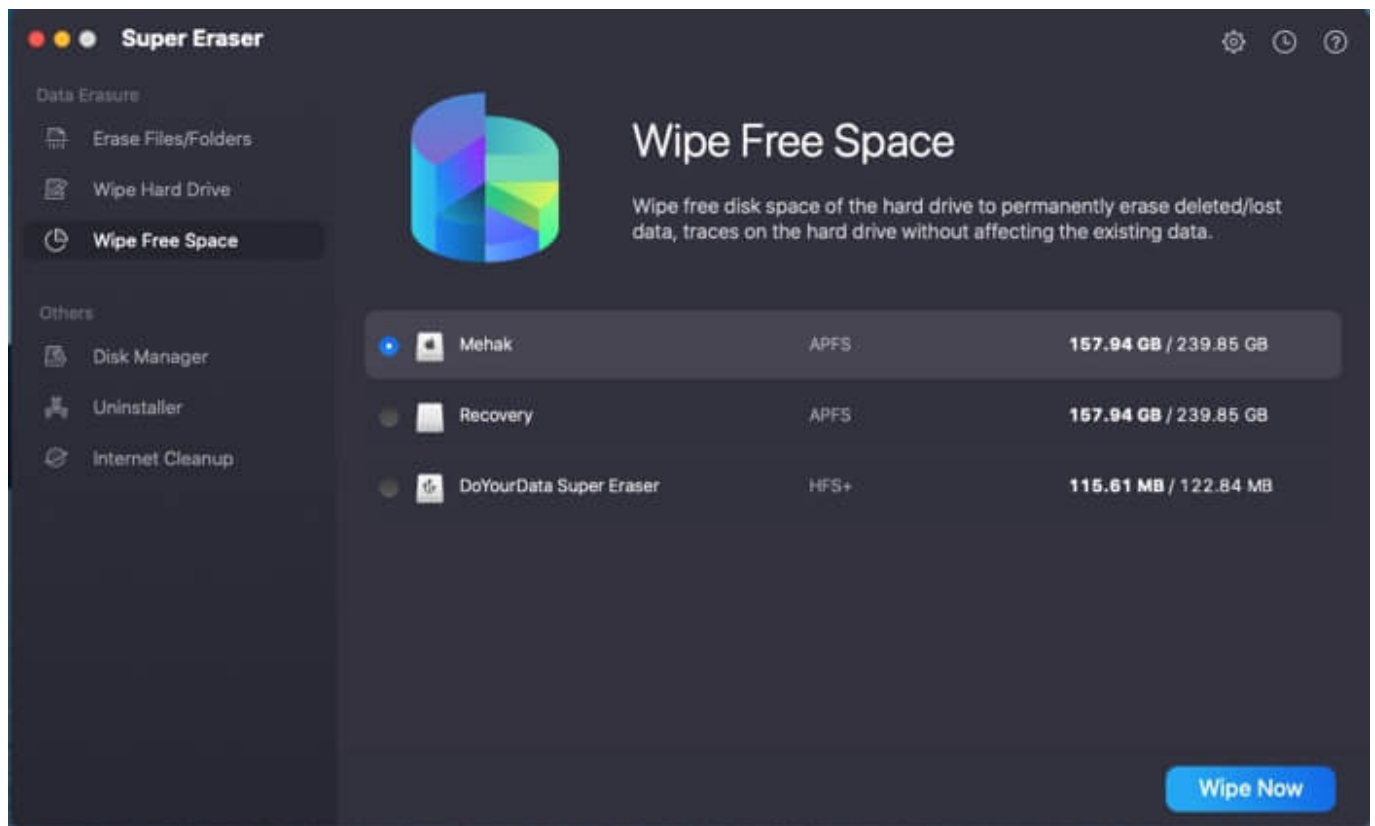 Super Eraser
Data Erasure
Erase Files/Folders
Wipe Hard Drive
Wipe Free Space
Others
Disk Manager
Uninstaller
Internet Cleanup
Wipe Free Space
Wipe free disk space of the hard drive to permanently erase deleted/lost
data, traces on the hard drive without affecting the existing data.
Mehak APFS 157.94 GB / 239.85 GB
Recovery APFS 157.94 GB / 239.85 GB
DoYourData Super Eraser HFS+ 115.61 MB / 122.84 MB
Wipe Now